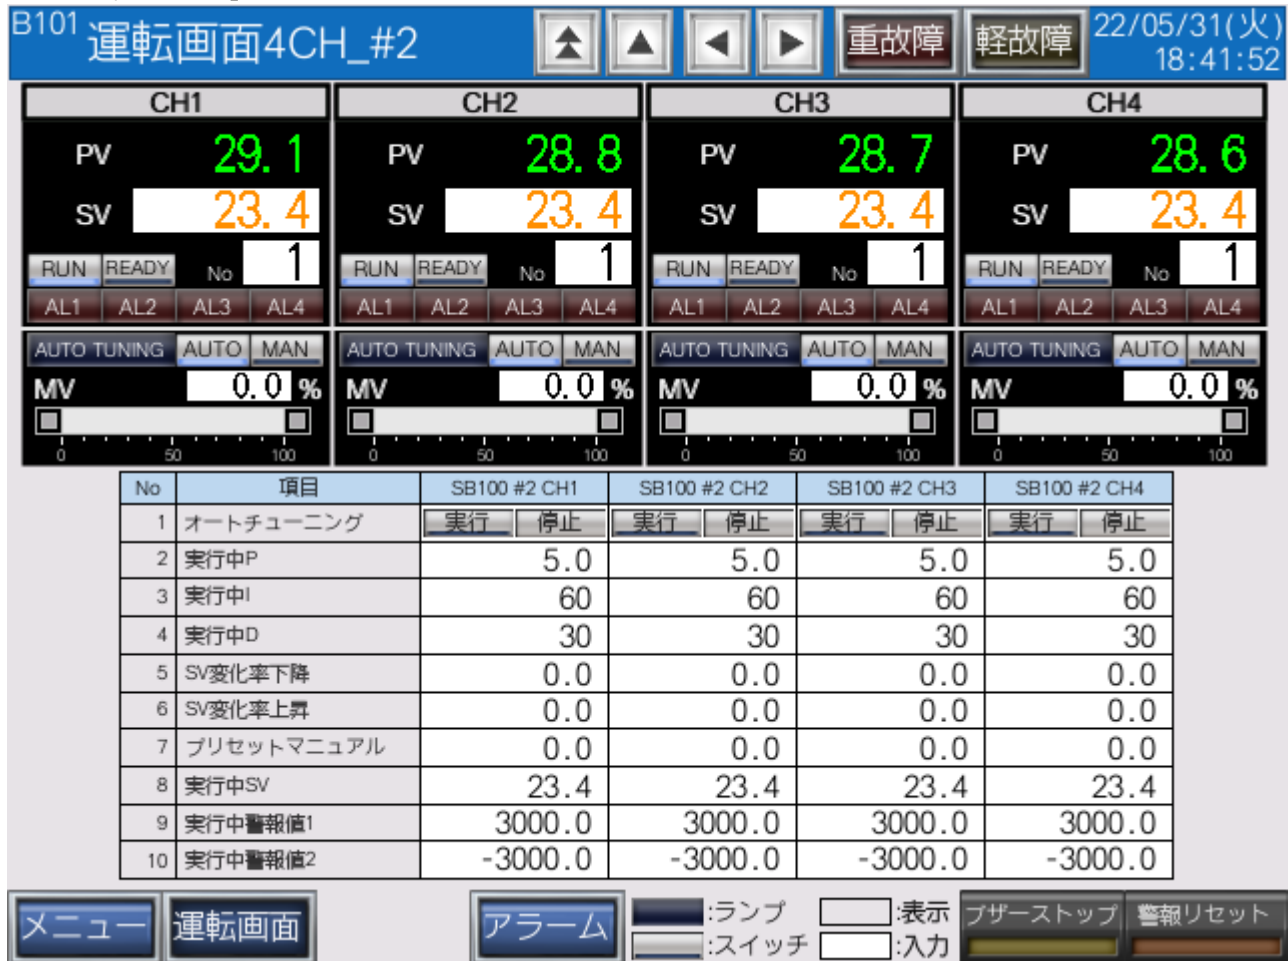 B101 運転画面4CH_#2 重故障 軽故障 22/05/31(火)
18:41:52
CH1 CH2 CH3 CH4
PV 29.1 PV 28.8 PV 28.7 PV 28.6
SV 23.4 SV 23.4 SV 23.4 SV 23.4
RUN READY No 1 RUN READY No 1 RUN READY No 1 RUN READY No 1
AL1 AL2 AL3 AL4 AL1 AL2 AL3 AL4 AL1 AL2 AL3 AL4 AL1 AL2 AL3 AL4
AUTO TUNING AUTO MAN AUTO TUNING AUTO MAN AUTO TUNING AUTO MAN AUTO TUNING AUTO MAN
MV 0.0 % MV 0.0 % MV 0.0 % MV 0.0 %
0 50 100 0 50 100 0 50 100 0 50 100
No 項目 SB100 #2 CH1 SB100 #2 CH2 SB100 #2 CH3 SB100 #2 CH4
1 オートチューニング 実行 停止 実行 停止 実行 停止 実行 停止
2 実行中P 5.0 5.0 5.0 5.0
3 実行中I 60 60 60 60
4 実行中D 30 30 30 30
5 SV変化率下降 0.0 0.0 0.0 0.0
6 SV変化率上昇 0.0 0.0 0.0 0.0
7 プリセットマニュアル 0.0 0.0 0.0 0.0
8 実行中SV 23.4 23.4 23.4 23.4
9 実行中警報値1 3000.0 3000.0 3000.0 3000.0
10 実行中警報値2 -3000.0 -3000.0 -3000.0 -3000.0
メニュー 運転画面 アラーム :ランプ :表示 ブザーストップ 警報リセット
:スイッチ :入力